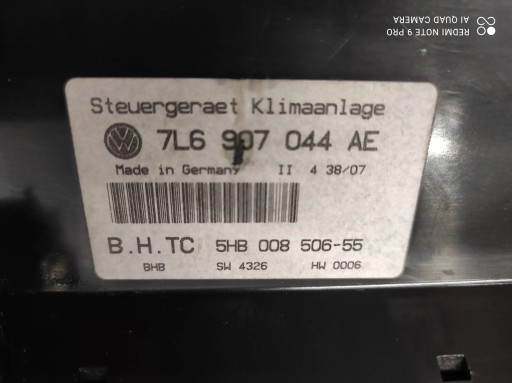 REDMI NOTE 9 PRO
AI QUAD CAMERA
Steuergeraet Klimaanlage
7L6 907 044 AE
Made in Germany II 4 38/07
B.H.TC 5HB 008 506-55
BHB SW 4326 HW 0006